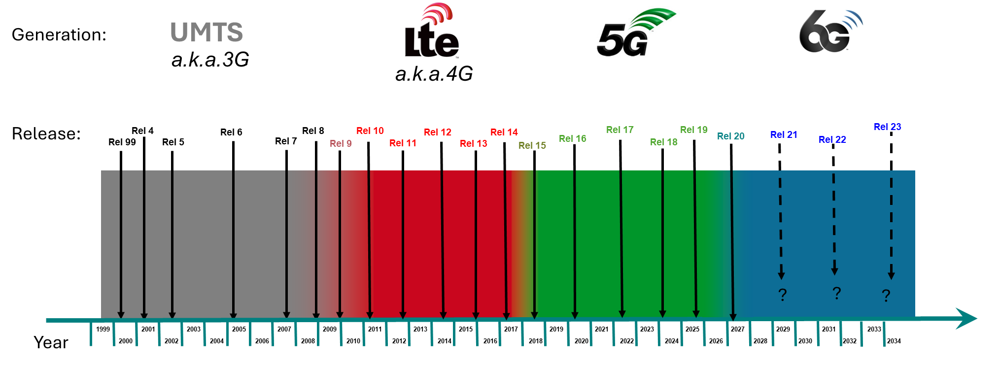 Generation:
UMTS
a.k.a.3G
Lte™
a.k.a.4G
5G
6G
Release:
Rel 99
Rel 4
Rel 5
Rel 6
Rel 7
Rel 8
Rel 9
Rel 10
Rel 11
Rel 12
Rel 13
Rel 14
Rel 15
Rel 16
Rel 17
Rel 18
Rel 19
Rel 20
Rel 21
Rel 22
Rel 23
?
?
?
Year
1999
2000
2001
2002
2003
2004
2005
2006
2007
2008
2009
2010
2011
2012
2013
2014
2015
2016
2017
2018
2019
2020
2021
2022
2023
2024
2025
2026
2027
2028
2029
2030
2031
2032
2033
2034